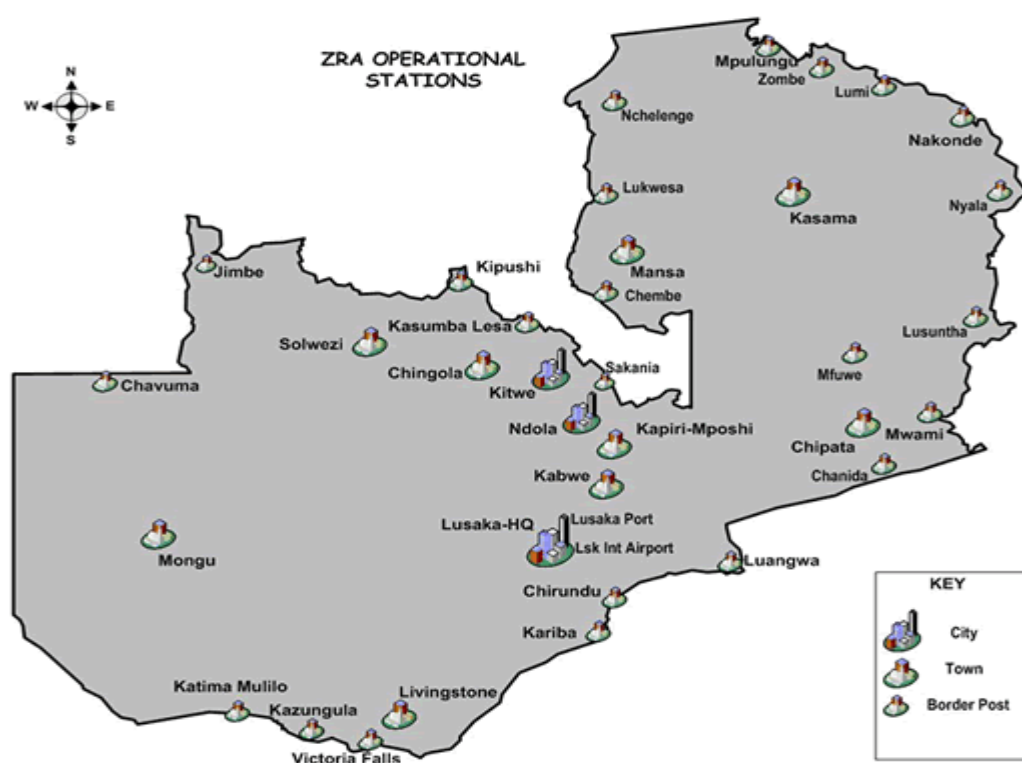 ZRA OPERATIONAL
STATIONS
N
W
E
S
Mpulungu
Zombe
Lumi
Nchelenge
Nakonde
Lukwesa
Kasama
Nyala
Mansa
Jimbe
Kipushi
Chembe
Kasumba Lesa
Lusuntha
Solwezi
Chingola
Mfuwe
Kitwe
Sakania
Chavuma
Ndola
Kapiri-Mposhi
Chipata
Mwami
Kabwe
Chanida
Lusaka-HQ
Lusaka Port
Lsk Int Airport
Mongu
Luangwa
Chirundu
Kariba
Katima Mulilo
Livingstone
Kazungula
Victoria Falls
KEY
City
Town
Border Post